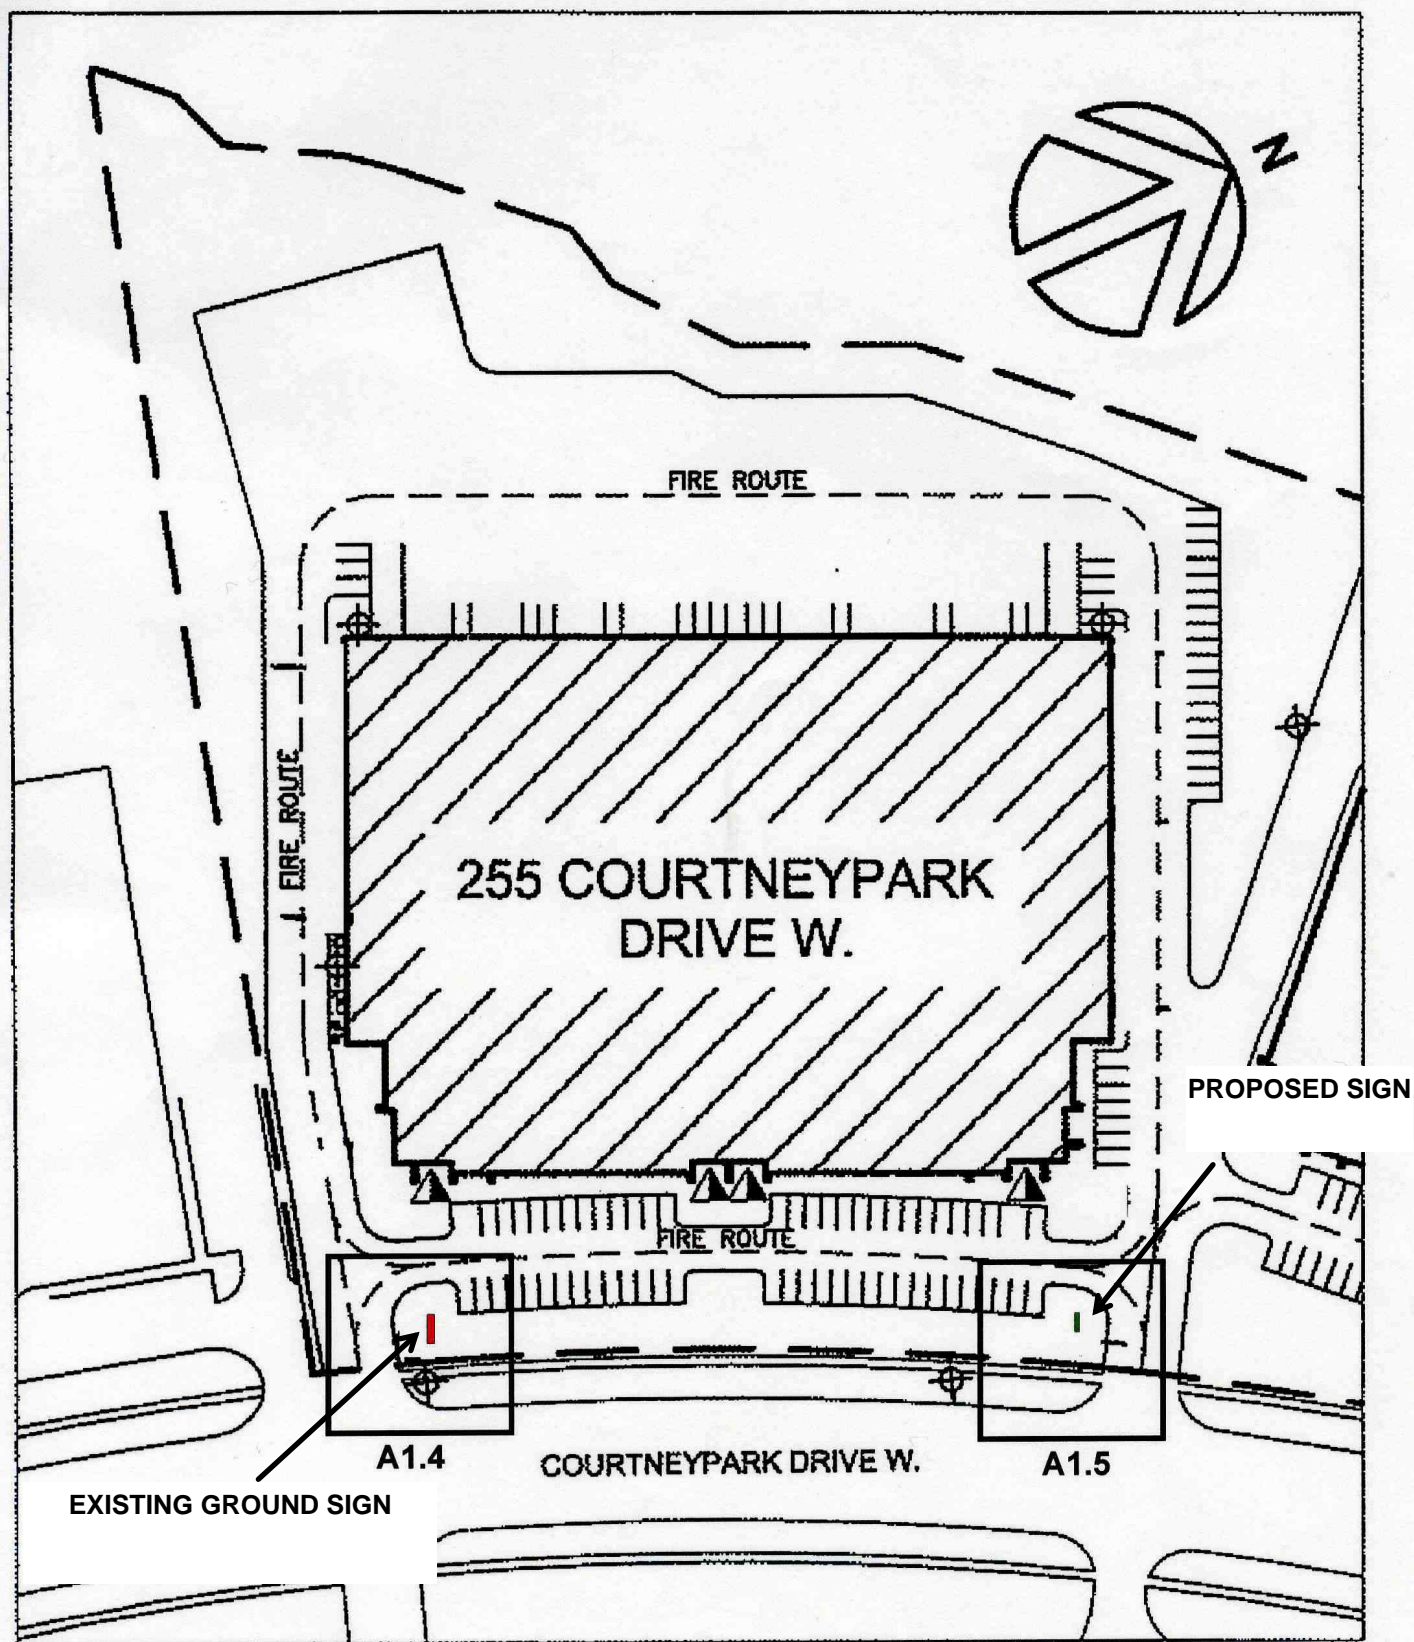 N
FIRE ROUTE
FIRE ROUTE
255 COURTNEYPARK
DRIVE W.
PROPOSED SIGN
FIRE ROUTE
A1.4
COURTNEYPARK DRIVE W.
A1.5
EXISTING GROUND SIGN